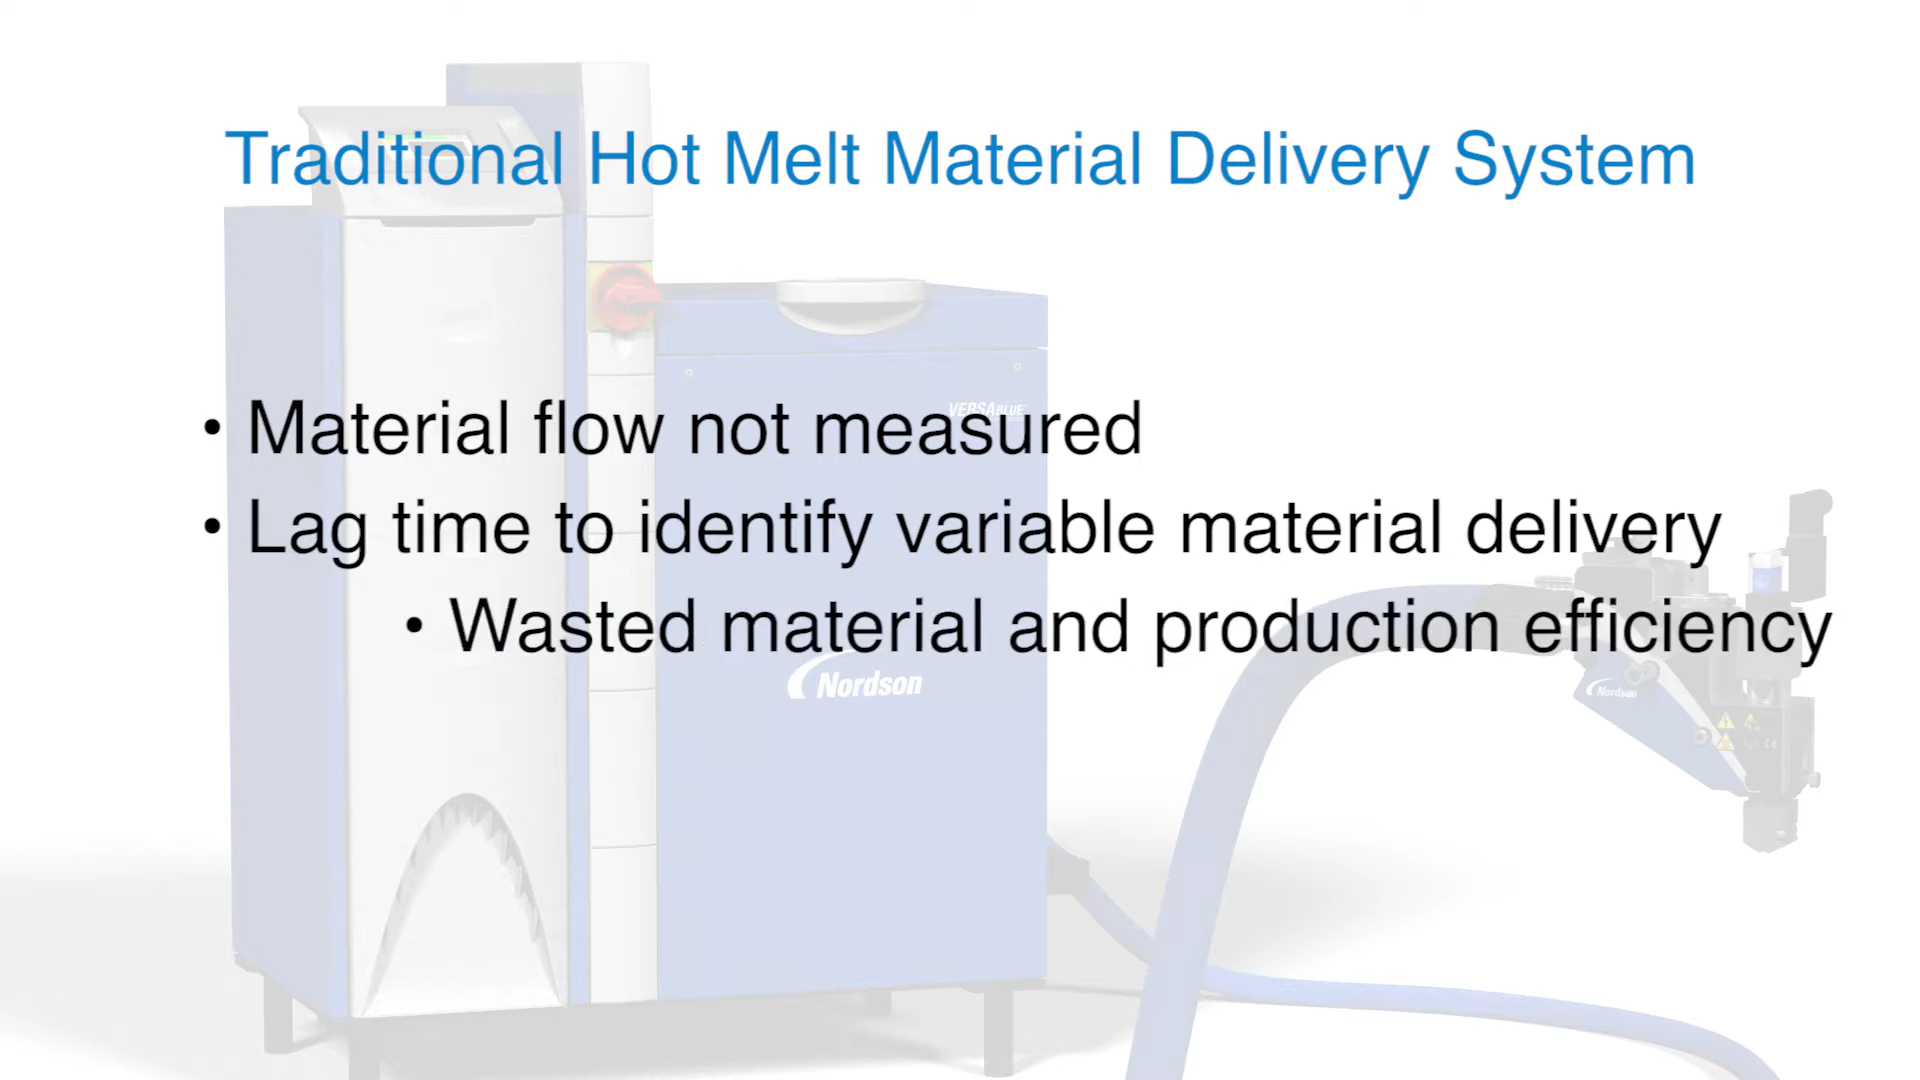 Traditional Hot Melt Material Delivery System
• Material flow not measured
VERSABLUE
• Lag time to identify variable material delivery
• Wasted material and production efficiency
Nordson
Nordson